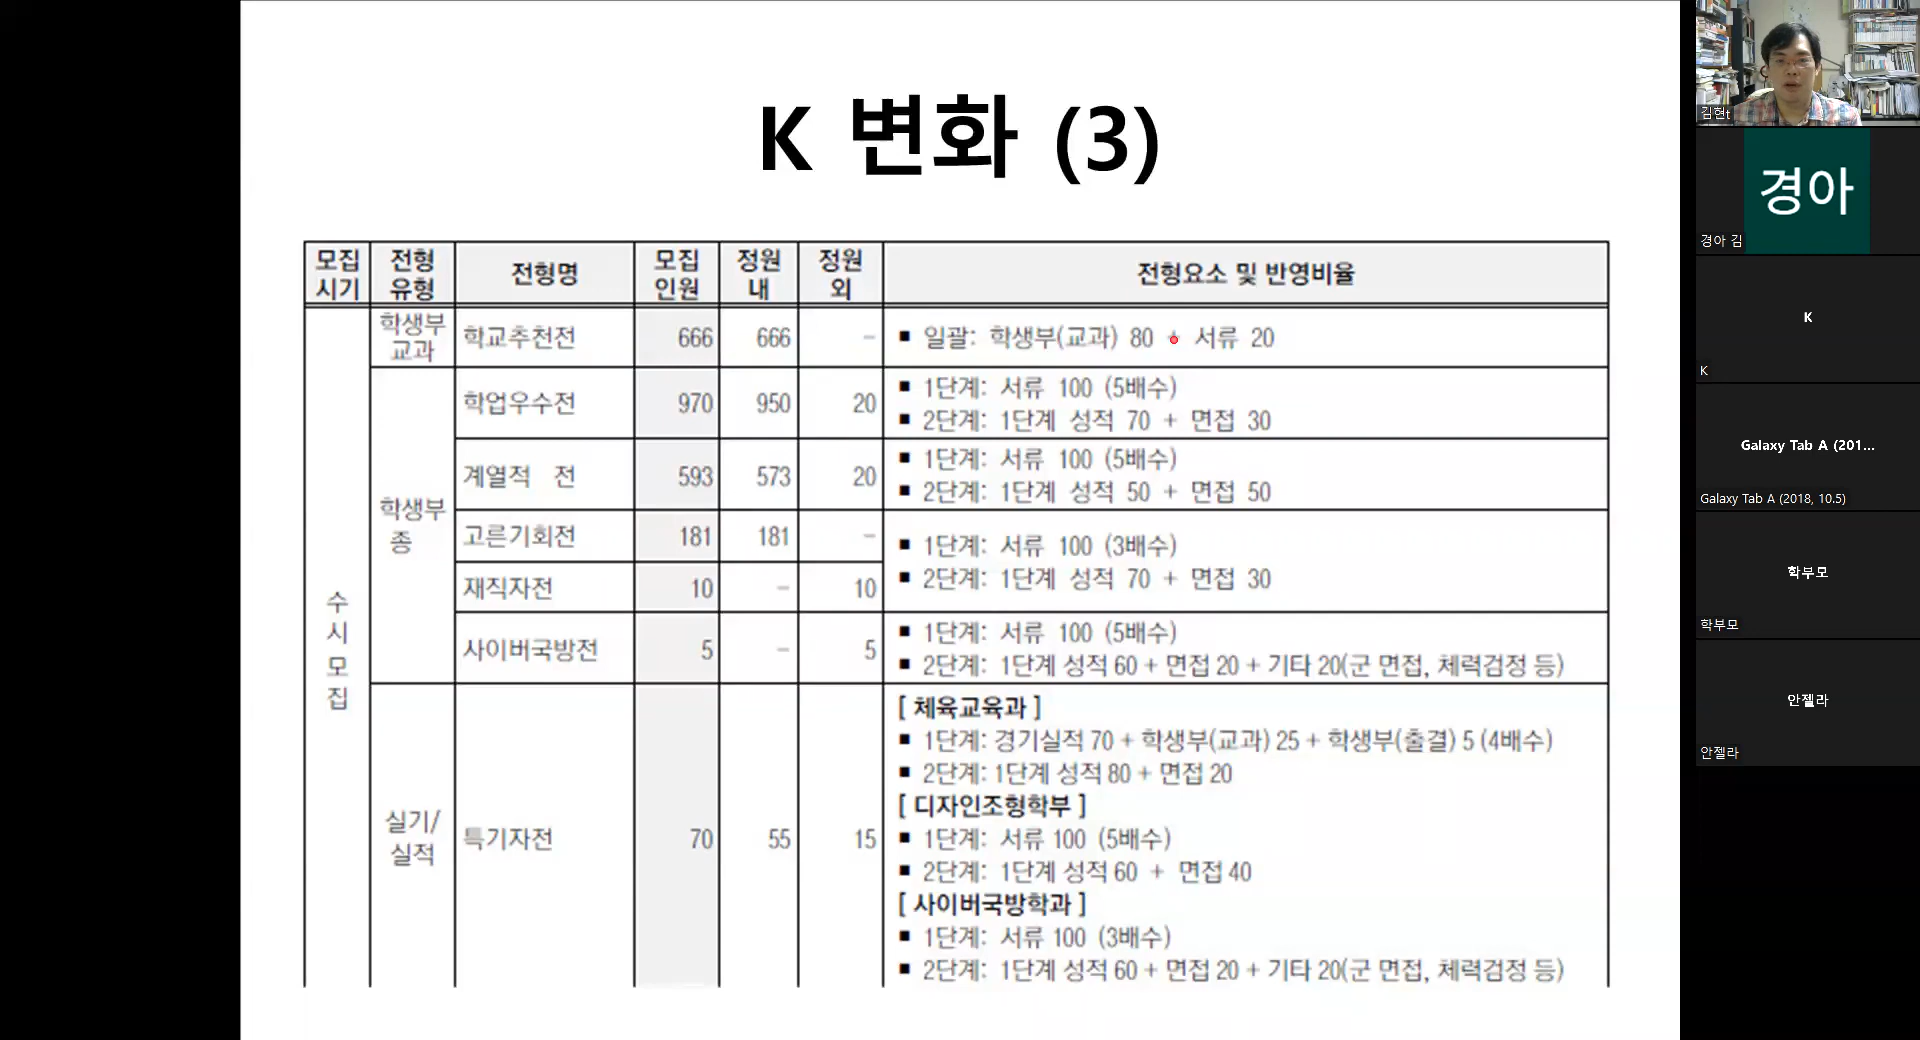 K 변화 (3)
모집 시기
전형 유형
전형명
모집 인원
정원 내
정원 외
전형요소 및 반영비율
수시모집
학생부 교과
학교추천전
666
666
-
■ 일괄: 학생부(교과) 80 + 서류 20
학생부 종
학업우수전
970
950
20
■ 1단계: 서류 100 (5배수)
■ 2단계: 1단계 성적 70 + 면접 30
계열적 전
593
573
20
■ 1단계: 서류 100 (5배수)
■ 2단계: 1단계 성적 50 + 면접 50
고른기회전
181
181
-
■ 1단계: 서류 100 (3배수)
■ 2단계: 1단계 성적 70 + 면접 30
재직자전
10
-
10
사이버국방전
5
-
5
■ 1단계: 서류 100 (5배수)
■ 2단계: 1단계 성적 60 + 면접 20 + 기타 20(군 면접, 체력검정 등)
실기/ 실적
특기자전
70
55
15
[ 체육교육과 ]
■ 1단계: 경기실적 70 + 학생부(교과) 25 + 학생부(출결) 5 (4배수)
■ 2단계: 1단계 성적 80 + 면접 20
[ 디자인조형학부 ]
■ 1단계: 서류 100 (5배수)
■ 2단계: 1단계 성적 60 + 면접 40
[ 사이버국방학과 ]
■ 1단계: 서류 100 (3배수)
■ 2단계: 1단계 성적 60 + 면접 20 + 기타 20(군 면접, 체력검정 등)
김현t
경아
경아 김
K
K
Galaxy Tab A (201...
Galaxy Tab A (2018, 10.5)
학부모
학부모
안젤라
안젤라